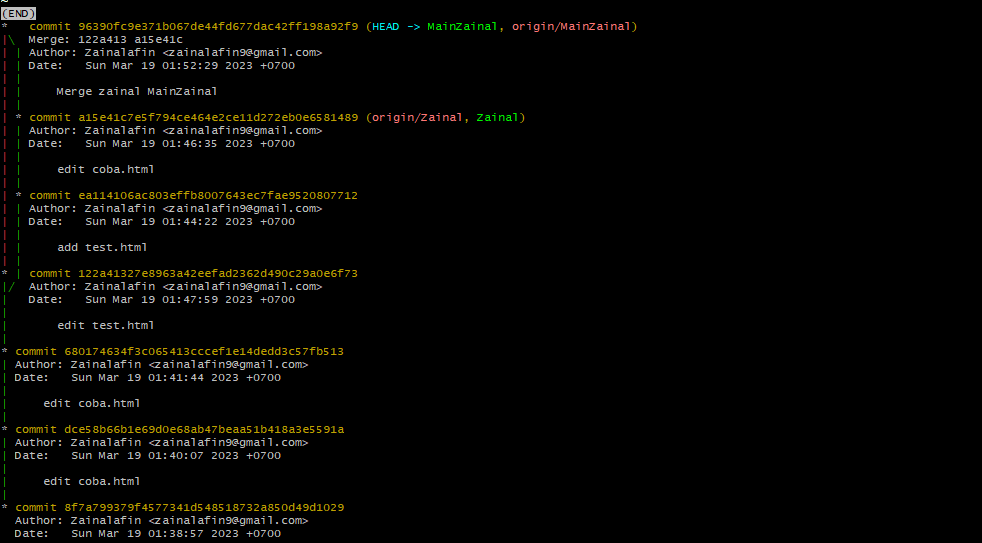 ~
(END)
*   commit 96390fc9e371b067de44fd677dac42ff198a92f9 (HEAD -> MainZainal, origin/MainZainal)
|\  Merge: 122a413 a15e41c
| | Author: Zainalafin <zainalafin9@gmail.com>
| | Date:   Sun Mar 19 01:52:29 2023 +0700
| |
| |     Merge zainal MainZainal
| |
| * commit a15e41c7e5f794ce464e2ce11d272eb0e6581489 (origin/Zainal, Zainal)
| | Author: Zainalafin <zainalafin9@gmail.com>
| | Date:   Sun Mar 19 01:46:35 2023 +0700
| |
| |     edit coba.html
| |
| * commit ea114106ac803effb8007643ec7fae9520807712
| | Author: Zainalafin <zainalafin9@gmail.com>
| | Date:   Sun Mar 19 01:44:22 2023 +0700
| |
| |     add test.html
| |
* | commit 122a41327e8963a42eefad2362d490c29a0e6f73
|/  Author: Zainalafin <zainalafin9@gmail.com>
|   Date:   Sun Mar 19 01:47:59 2023 +0700
|
|       edit test.html
|
* commit 680174634f3c065413cccef1e14dedd3c57fb513
| Author: Zainalafin <zainalafin9@gmail.com>
| Date:   Sun Mar 19 01:41:44 2023 +0700
|
|     edit coba.html
|
* commit dce58b66b1e69d0e68ab47beaa51b418a3e5591a
| Author: Zainalafin <zainalafin9@gmail.com>
| Date:   Sun Mar 19 01:40:07 2023 +0700
|
|     edit coba.html
|
* commit 8f7a799379f4577341d548518732a850d49d1029
  Author: Zainalafin <zainalafin9@gmail.com>
  Date:   Sun Mar 19 01:38:57 2023 +0700